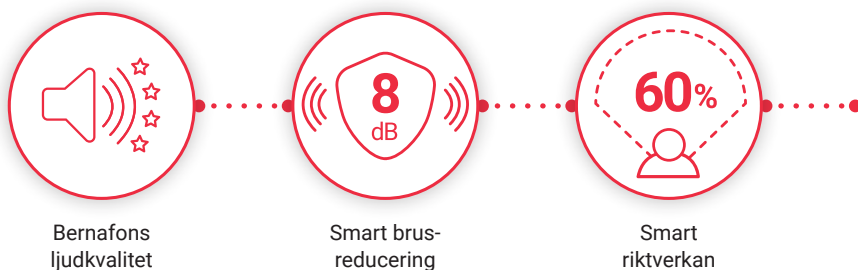 8
dB
60%
Bernafons
ljudkvalitet
Smart brus-
reducering
Smart
riktverkan